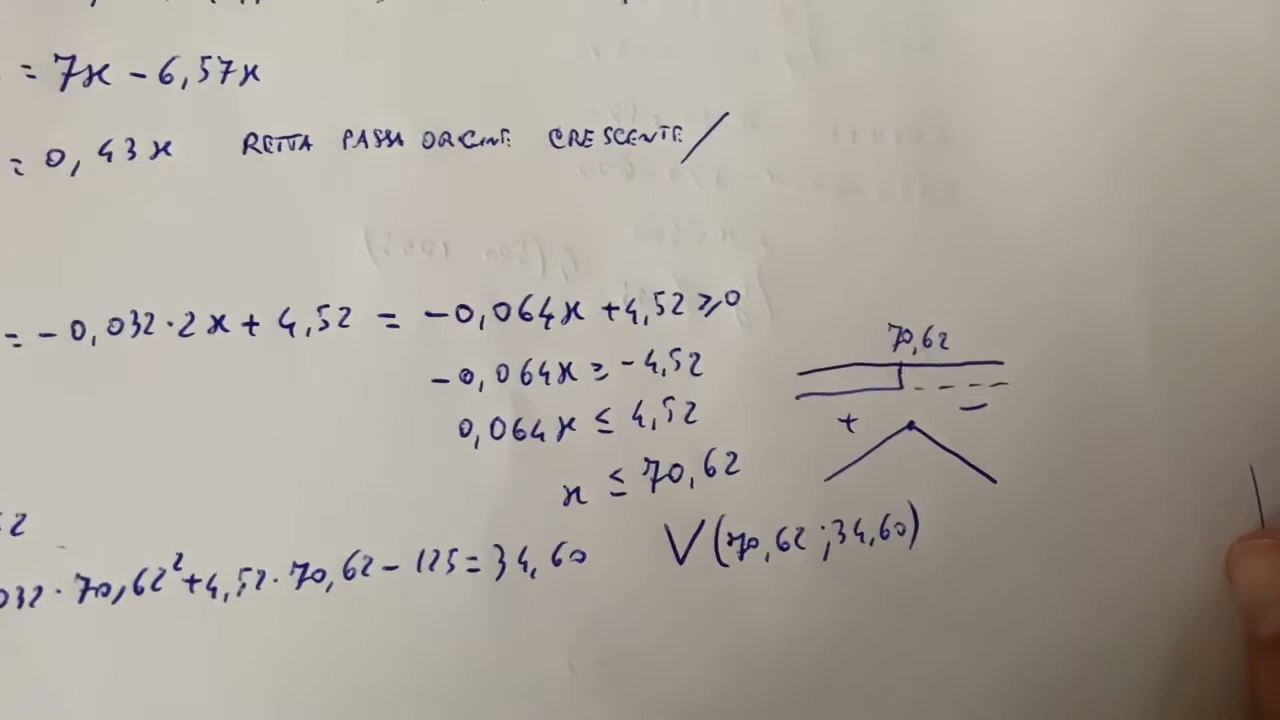 = 7x - 6,57x
= 0,43x RETTA PASSA ORIGINE CRESCENTE /
= -0,032·2x + 4,52 = -0,064x + 4,52 ≥ 0
-0,064x ≥ -4,52
70,62
0,064x ≤ 4,52
+ -
x ≤ 70,62
032·70,62² + 4,52·70,62 - 125 = 34,60
V(70,62; 34,60)